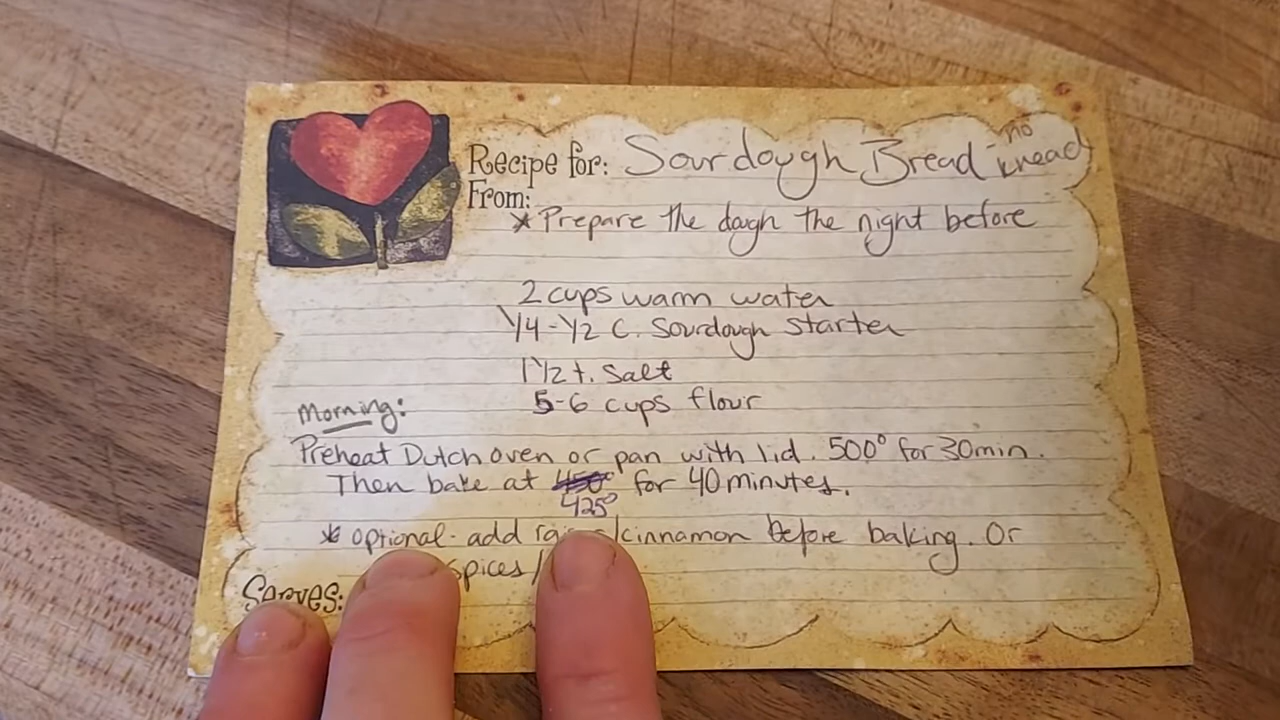 Recipe for: Sourdough Bread - no knead
From:
* Prepare the dough the night before
2 cups warm water
1/4-1/2 C. Sourdough starter
1 1/2 t. Salt
5-6 cups flour
Morning:
Preheat Dutch oven or pan with lid. 500° for 30 min.
Then bake at 450° for 40 minutes.
425°
* optional - add /cinnamon before baking. Or
spices/
Serves: